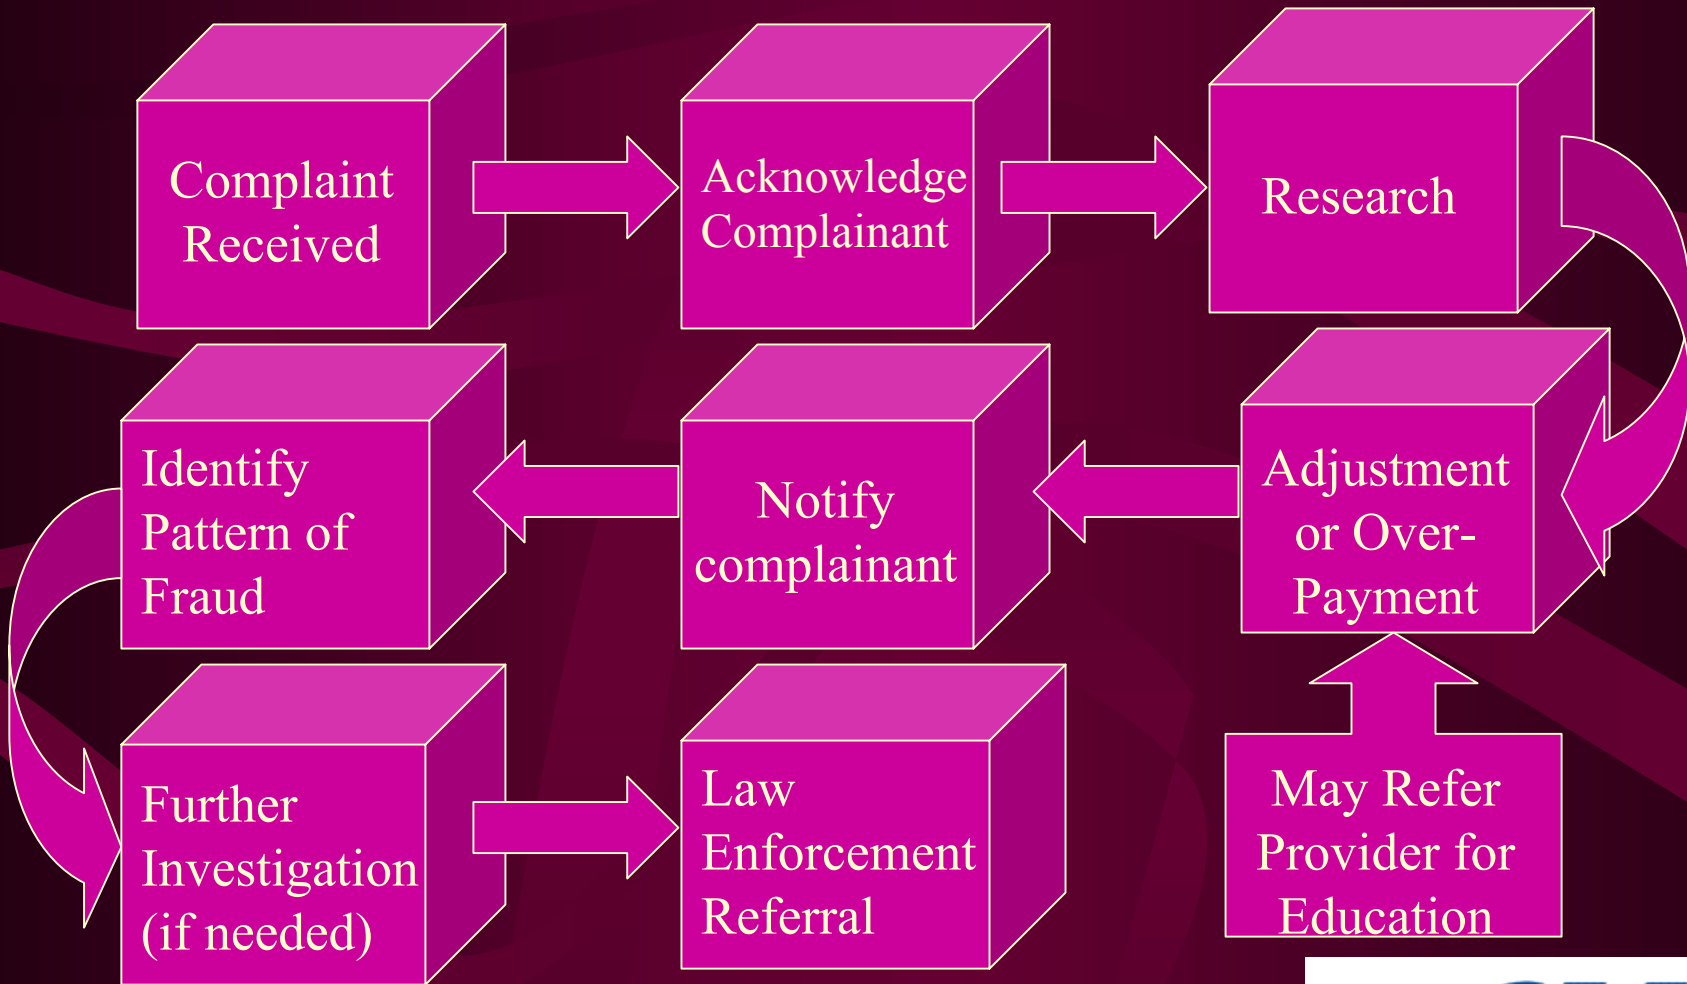 Complaint
Received
Acknowledge
Complainant
Research
Adjustment
or Over-
Payment
Notify
complainant
Identify
Pattern of
Fraud
Further
Investigation
(if needed)
Law
Enforcement
Referral
May Refer
Provider for
Education